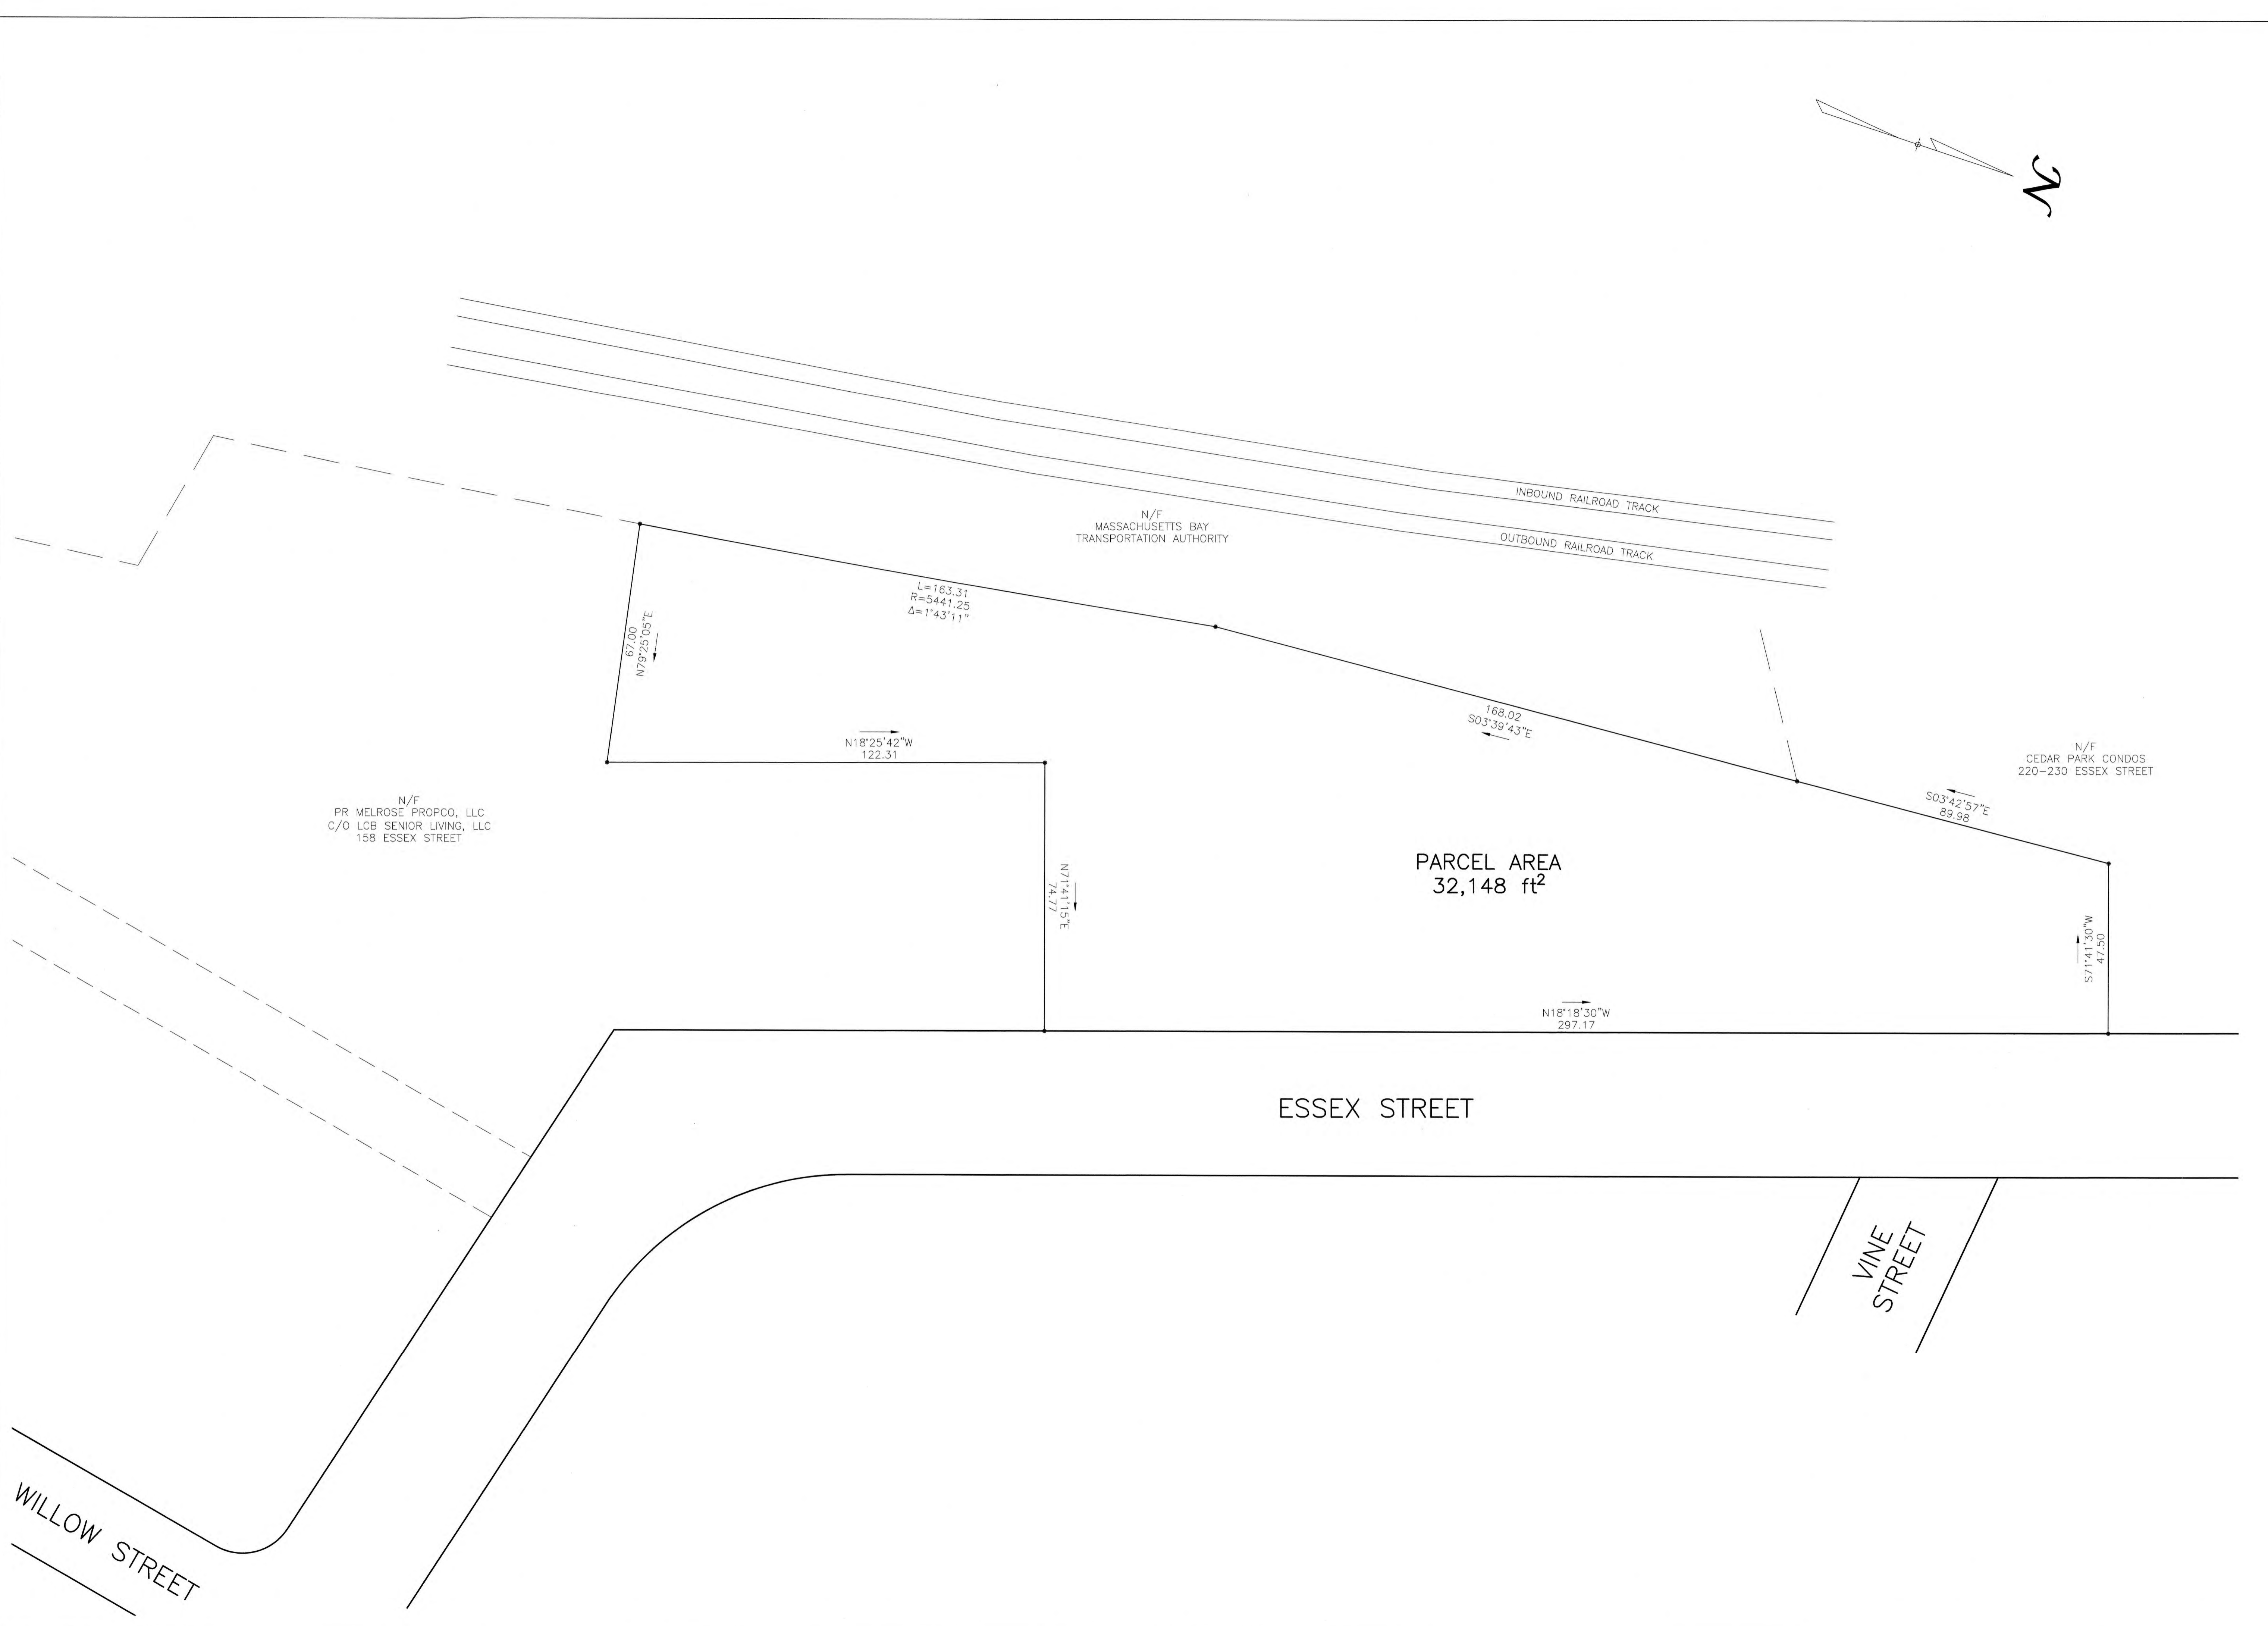 N
INBOUND RAILROAD TRACK
N/F
MASSACHUSETTS BAY
TRANSPORTATION AUTHORITY
OUTBOUND RAILROAD TRACK
L=163.31
R=5441.25
Δ=1°43'11"
67.00
N79°25'05"E
168.02
S03°39'43"E
N18°25'42"W
122.31
N/F
CEDAR PARK CONDOS
220-230 ESSEX STREET
S03°42'57"E
89.98
N/F
PR MELROSE PROPCO, LLC
C/O LCB SENIOR LIVING, LLC
158 ESSEX STREET
N71°41'15"E
74.77
PARCEL AREA
32,148 ft²
S71°41'30"W
47.50
N18°18'30"W
297.17
ESSEX STREET
VINE
STREET
WILLOW STREET